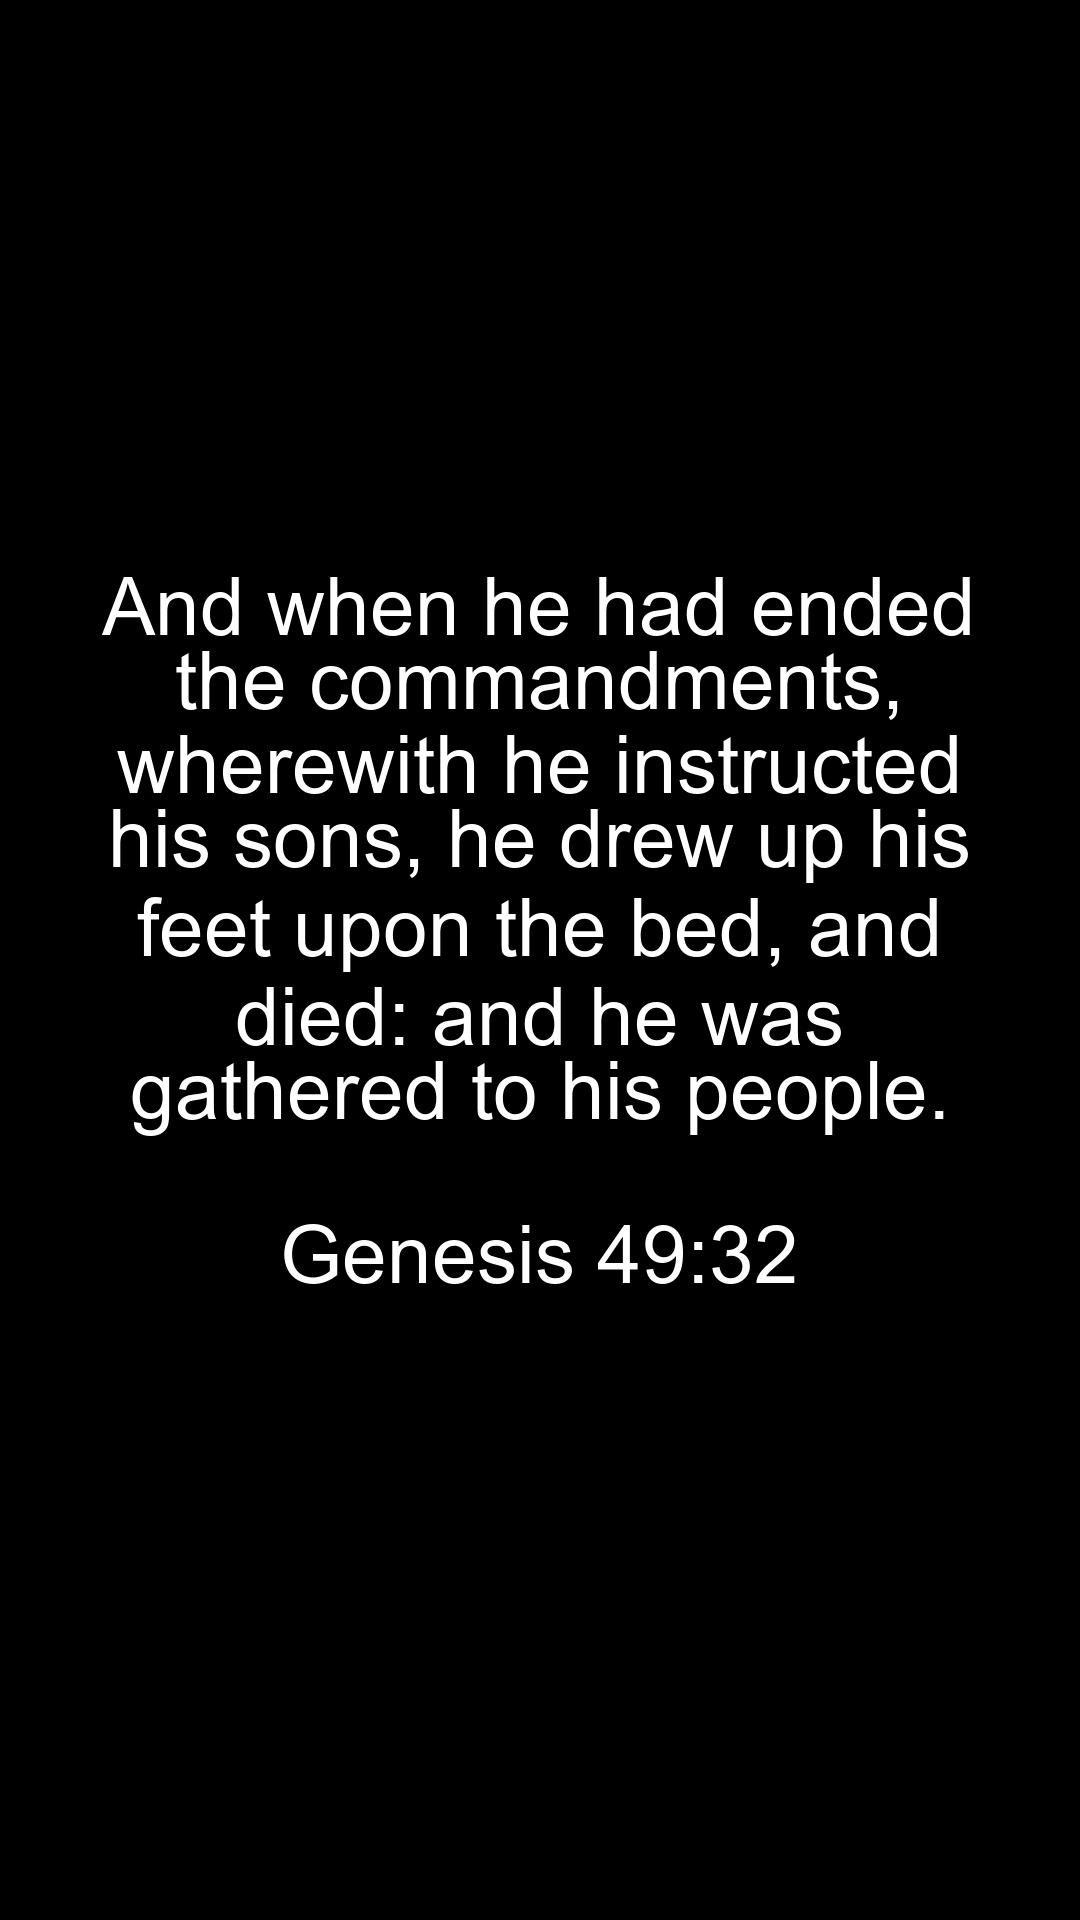 And when he had ended
the commandments,
wherewith he instructed
his sons, he drew up his
feet upon the bed, and
died: and he was
gathered to his people.
Genesis 49:32